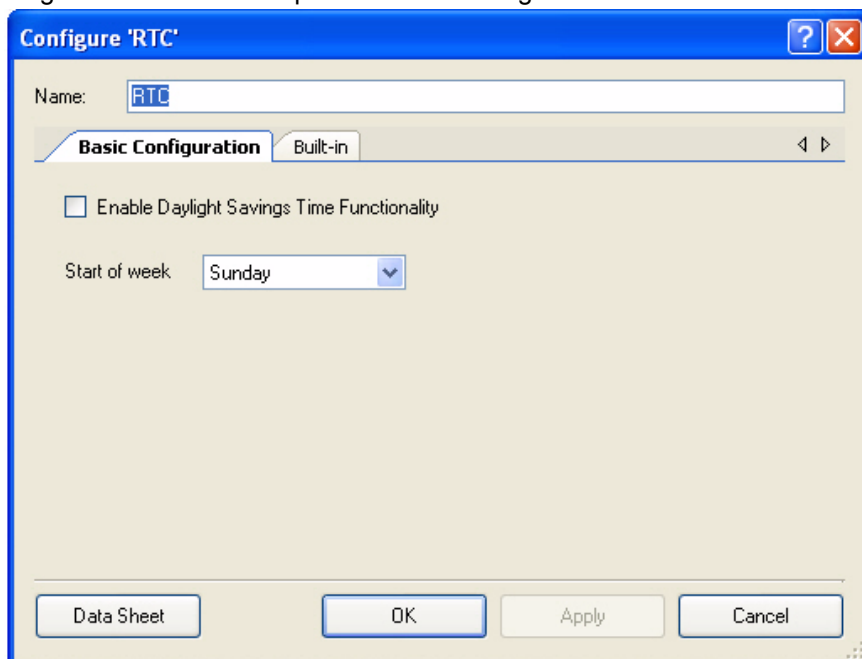 Configure 'RTC'
Name: RTC
Basic Configuration Built-in
Enable Daylight Savings Time Functionality
Start of week Sunday
Data Sheet OK Apply Cancel